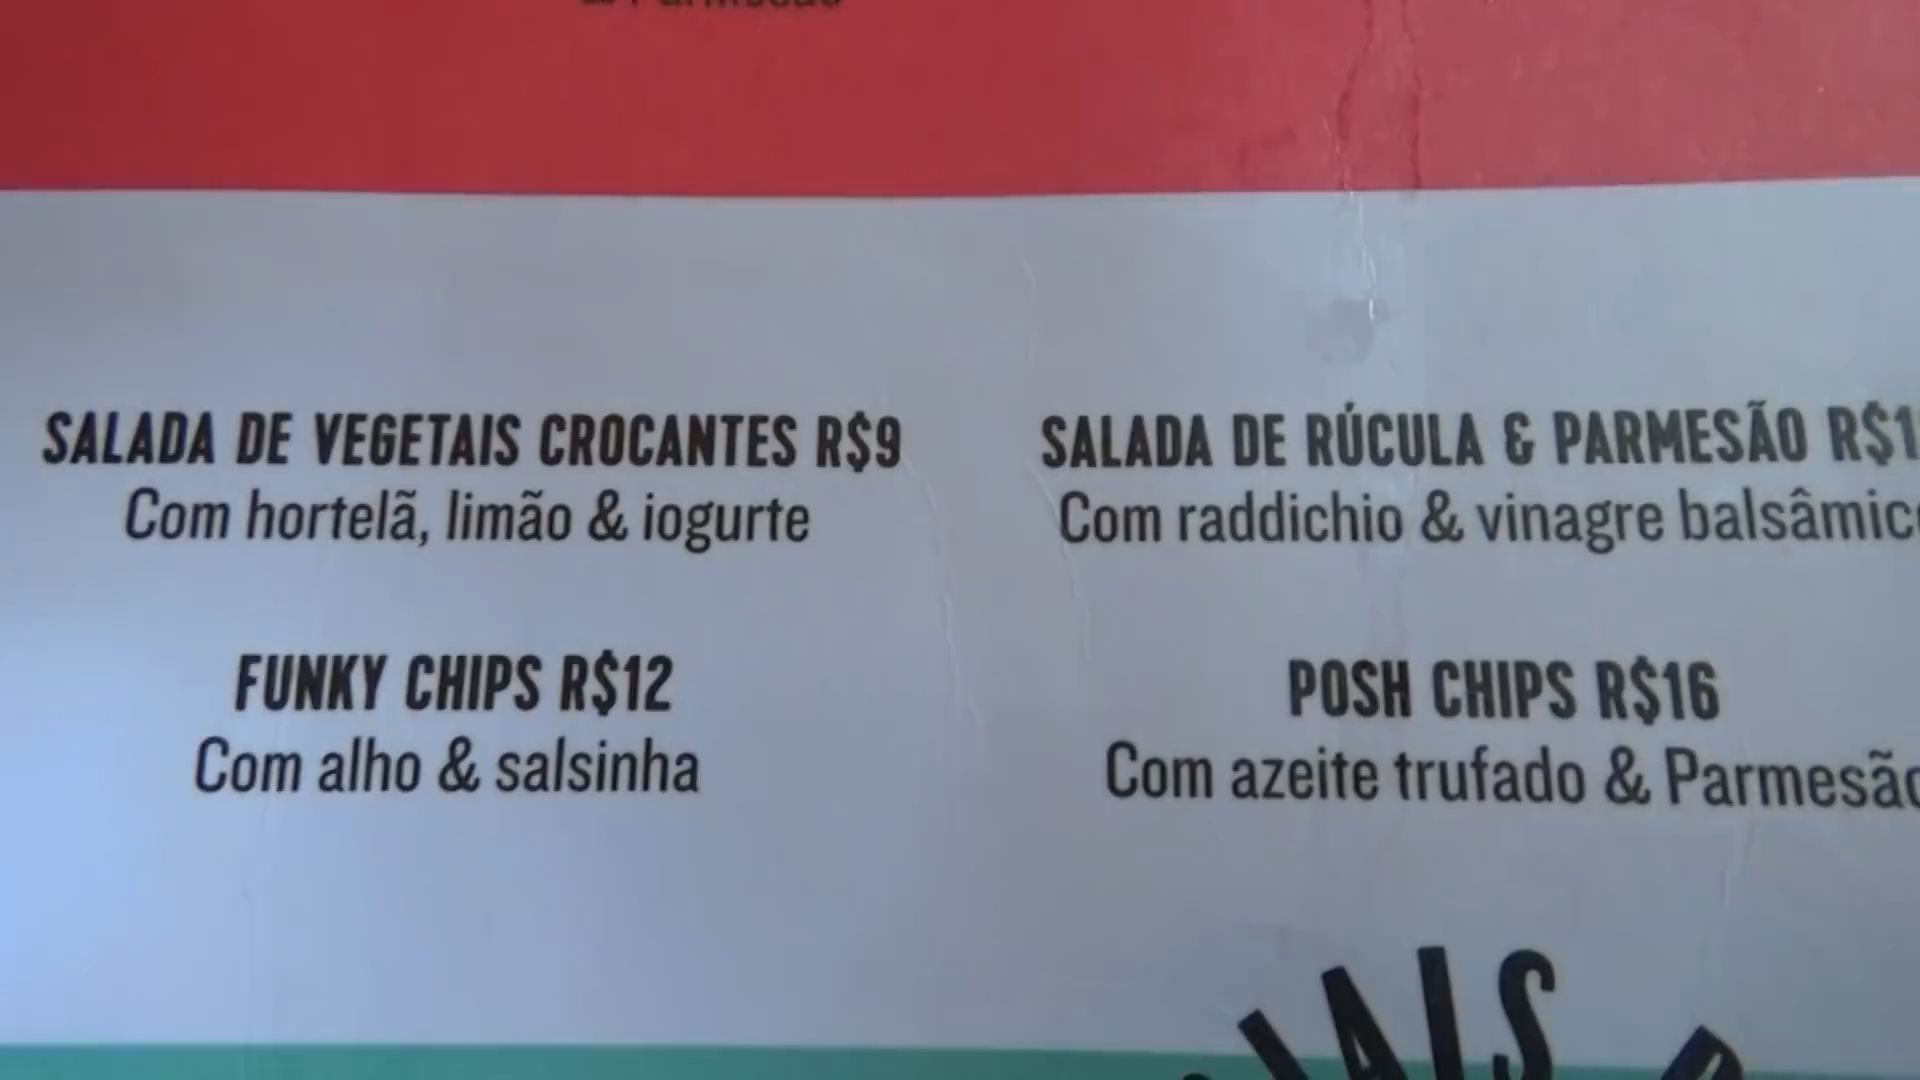 SALADA DE VEGETAIS CROCANTES R$9
Com hortelã, limão & iogurte
SALADA DE RÚCULA & PARMESÃO
Com raddichio & vinagre
FUNKY CHIPS R$12
Com alho & salsinha
POSH CHIPS R$16
Com azeite trufado & Parmesão